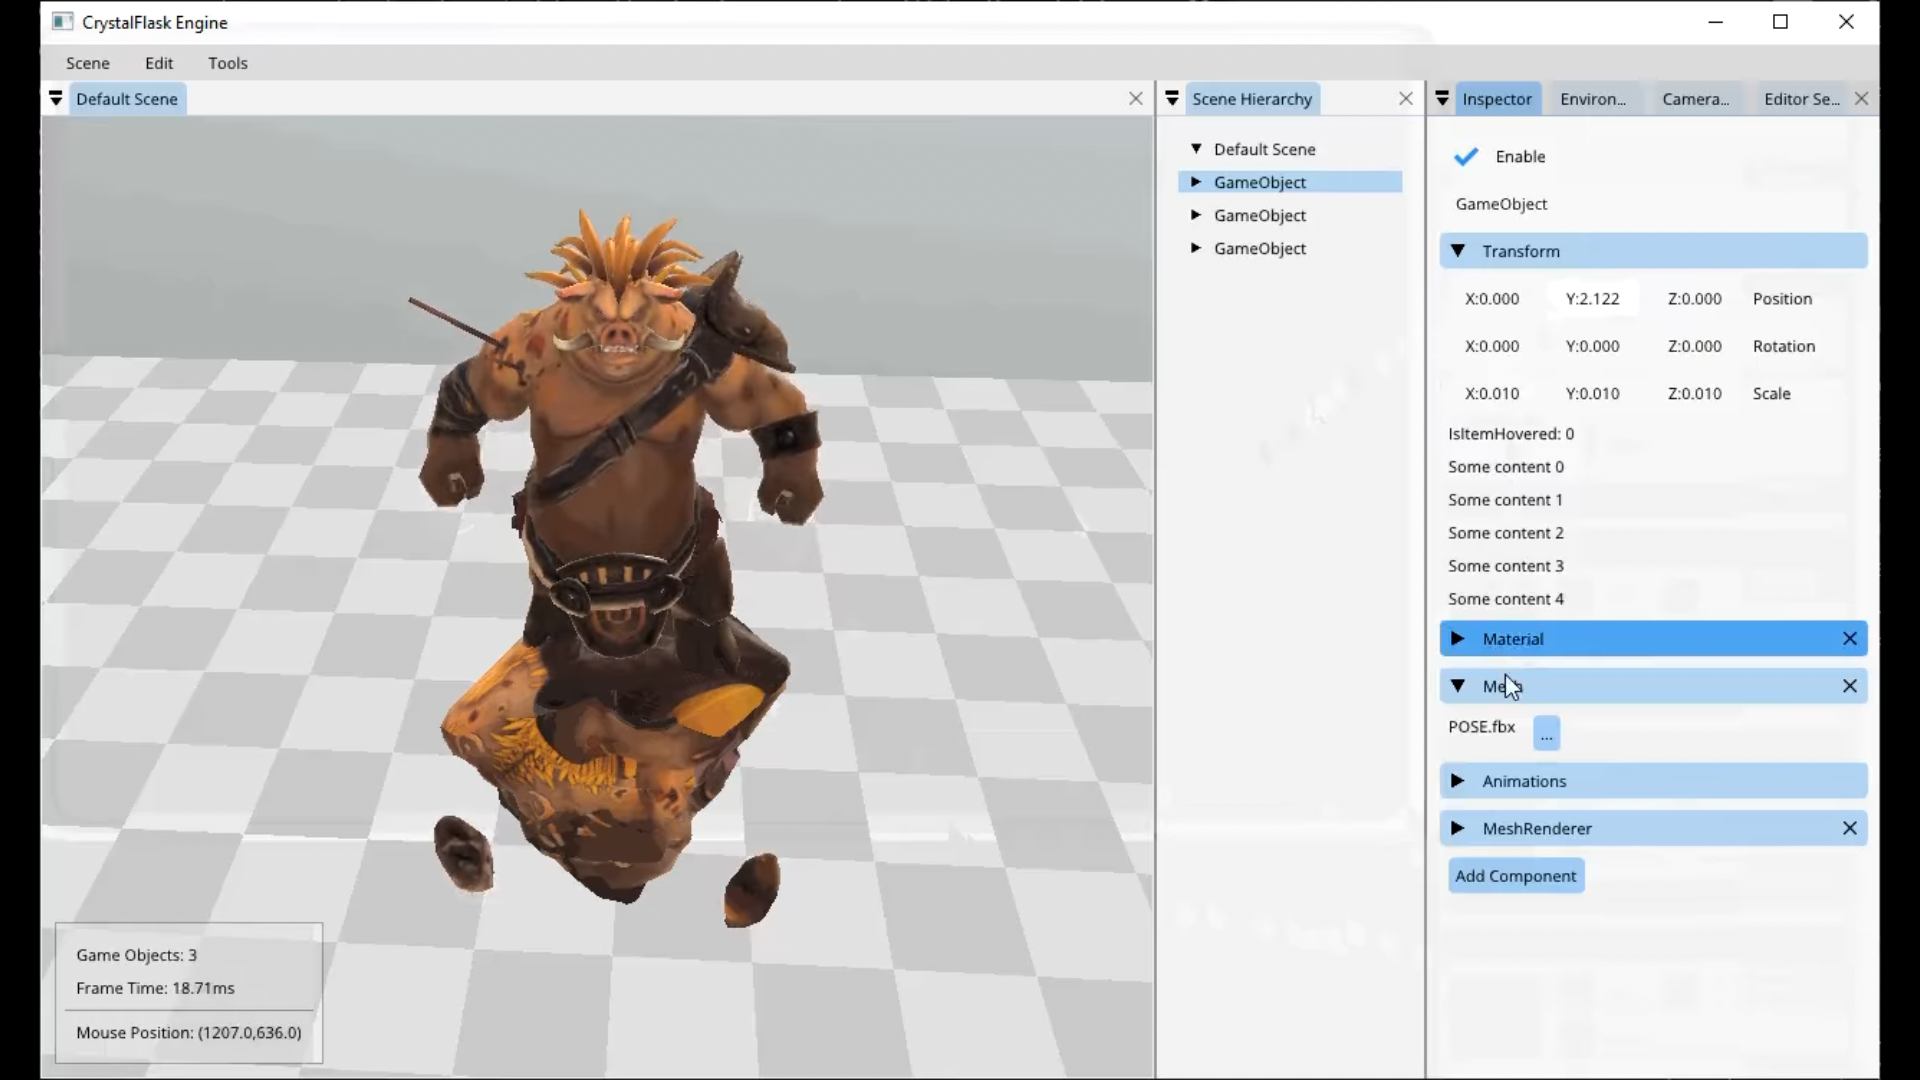 CrystalFlask Engine
Scene Edit Tools
Default Scene
Scene Hierarchy
Inspector Environ... Camera... Editor Se...
Default Scene
GameObject
GameObject
GameObject
Enable
GameObject
Transform
X:0.000 Y:2.122 Z:0.000 Position
X:0.000 Y:0.000 Z:0.000 Rotation
X:0.010 Y:0.010 Z:0.010 Scale
IsItemHovered: 0
Some content 0
Some content 1
Some content 2
Some content 3
Some content 4
Material
POSE.fbx ...
Animations
MeshRenderer
Add Component
Game Objects: 3
Frame Time: 18.71ms
Mouse Position: (1207.0,636.0)